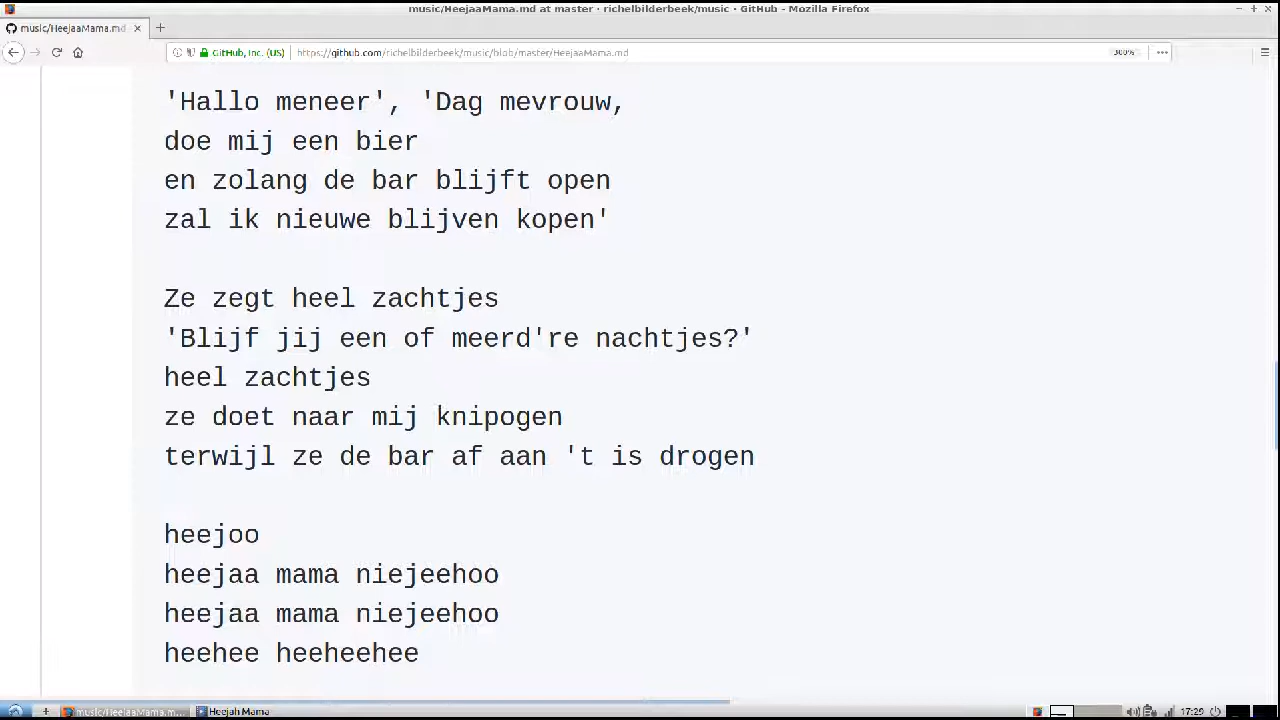 music/HeejaaMama.md at master · richelbilderbeek/music · GitHub - Mozilla Firefox
music/HeejaaMama.md
GitHub, Inc. (US)
https://github.com/richelbilderbeek/music/blob/master/HeejaaMama.md
300%
'Hallo meneer', 'Dag mevrouw,
doe mij een bier
en zolang de bar blijft open
zal ik nieuwe blijven kopen'
Ze zegt heel zachtjes
'Blijf jij een of meerd're nachtjes?'
heel zachtjes
ze doet naar mij knipogen
terwijl ze de bar af aan 't is drogen
heejoo
heejaa mama niejeehoo
heejaa mama niejeehoo
heehee heeheehee
music/HeejaaMama.m...
Heejah Mama
17:29